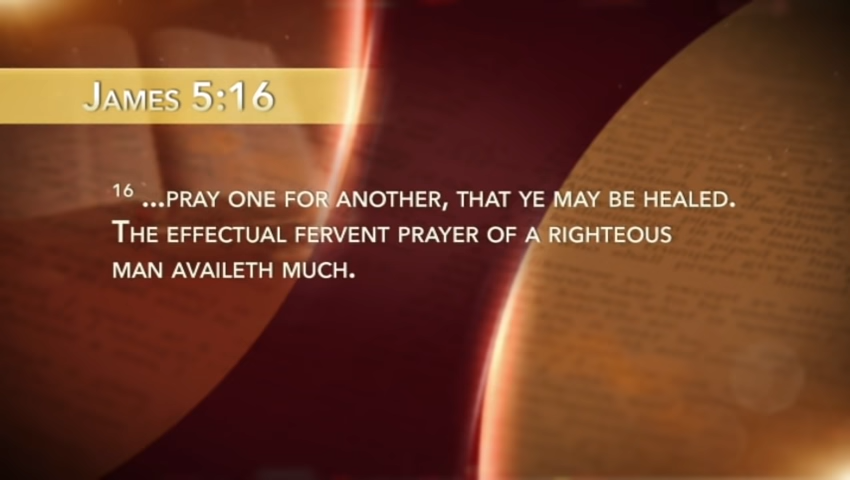 James 5:16
16 ...pray one for another, that ye may be healed.
The effectual fervent prayer of a righteous
man availeth much.